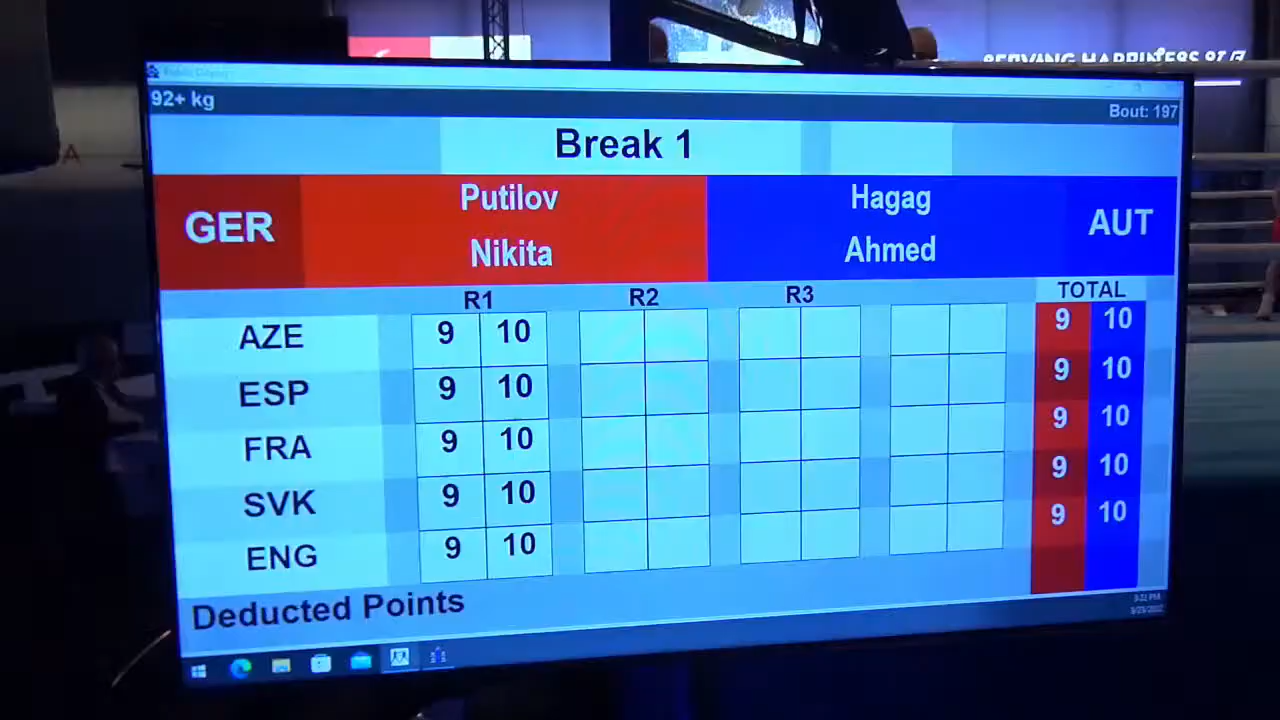 SERVING HAPPINESS
92+ kg
Bout: 197
Break 1
GER
Putilov
Nikita
Hagag
Ahmed
AUT
R1 R2 R3 TOTAL
AZE 9 10 9 10
ESP 9 10 9 10
FRA 9 10 9 10
SVK 9 10 9 10
ENG 9 10 9 10
Deducted Points